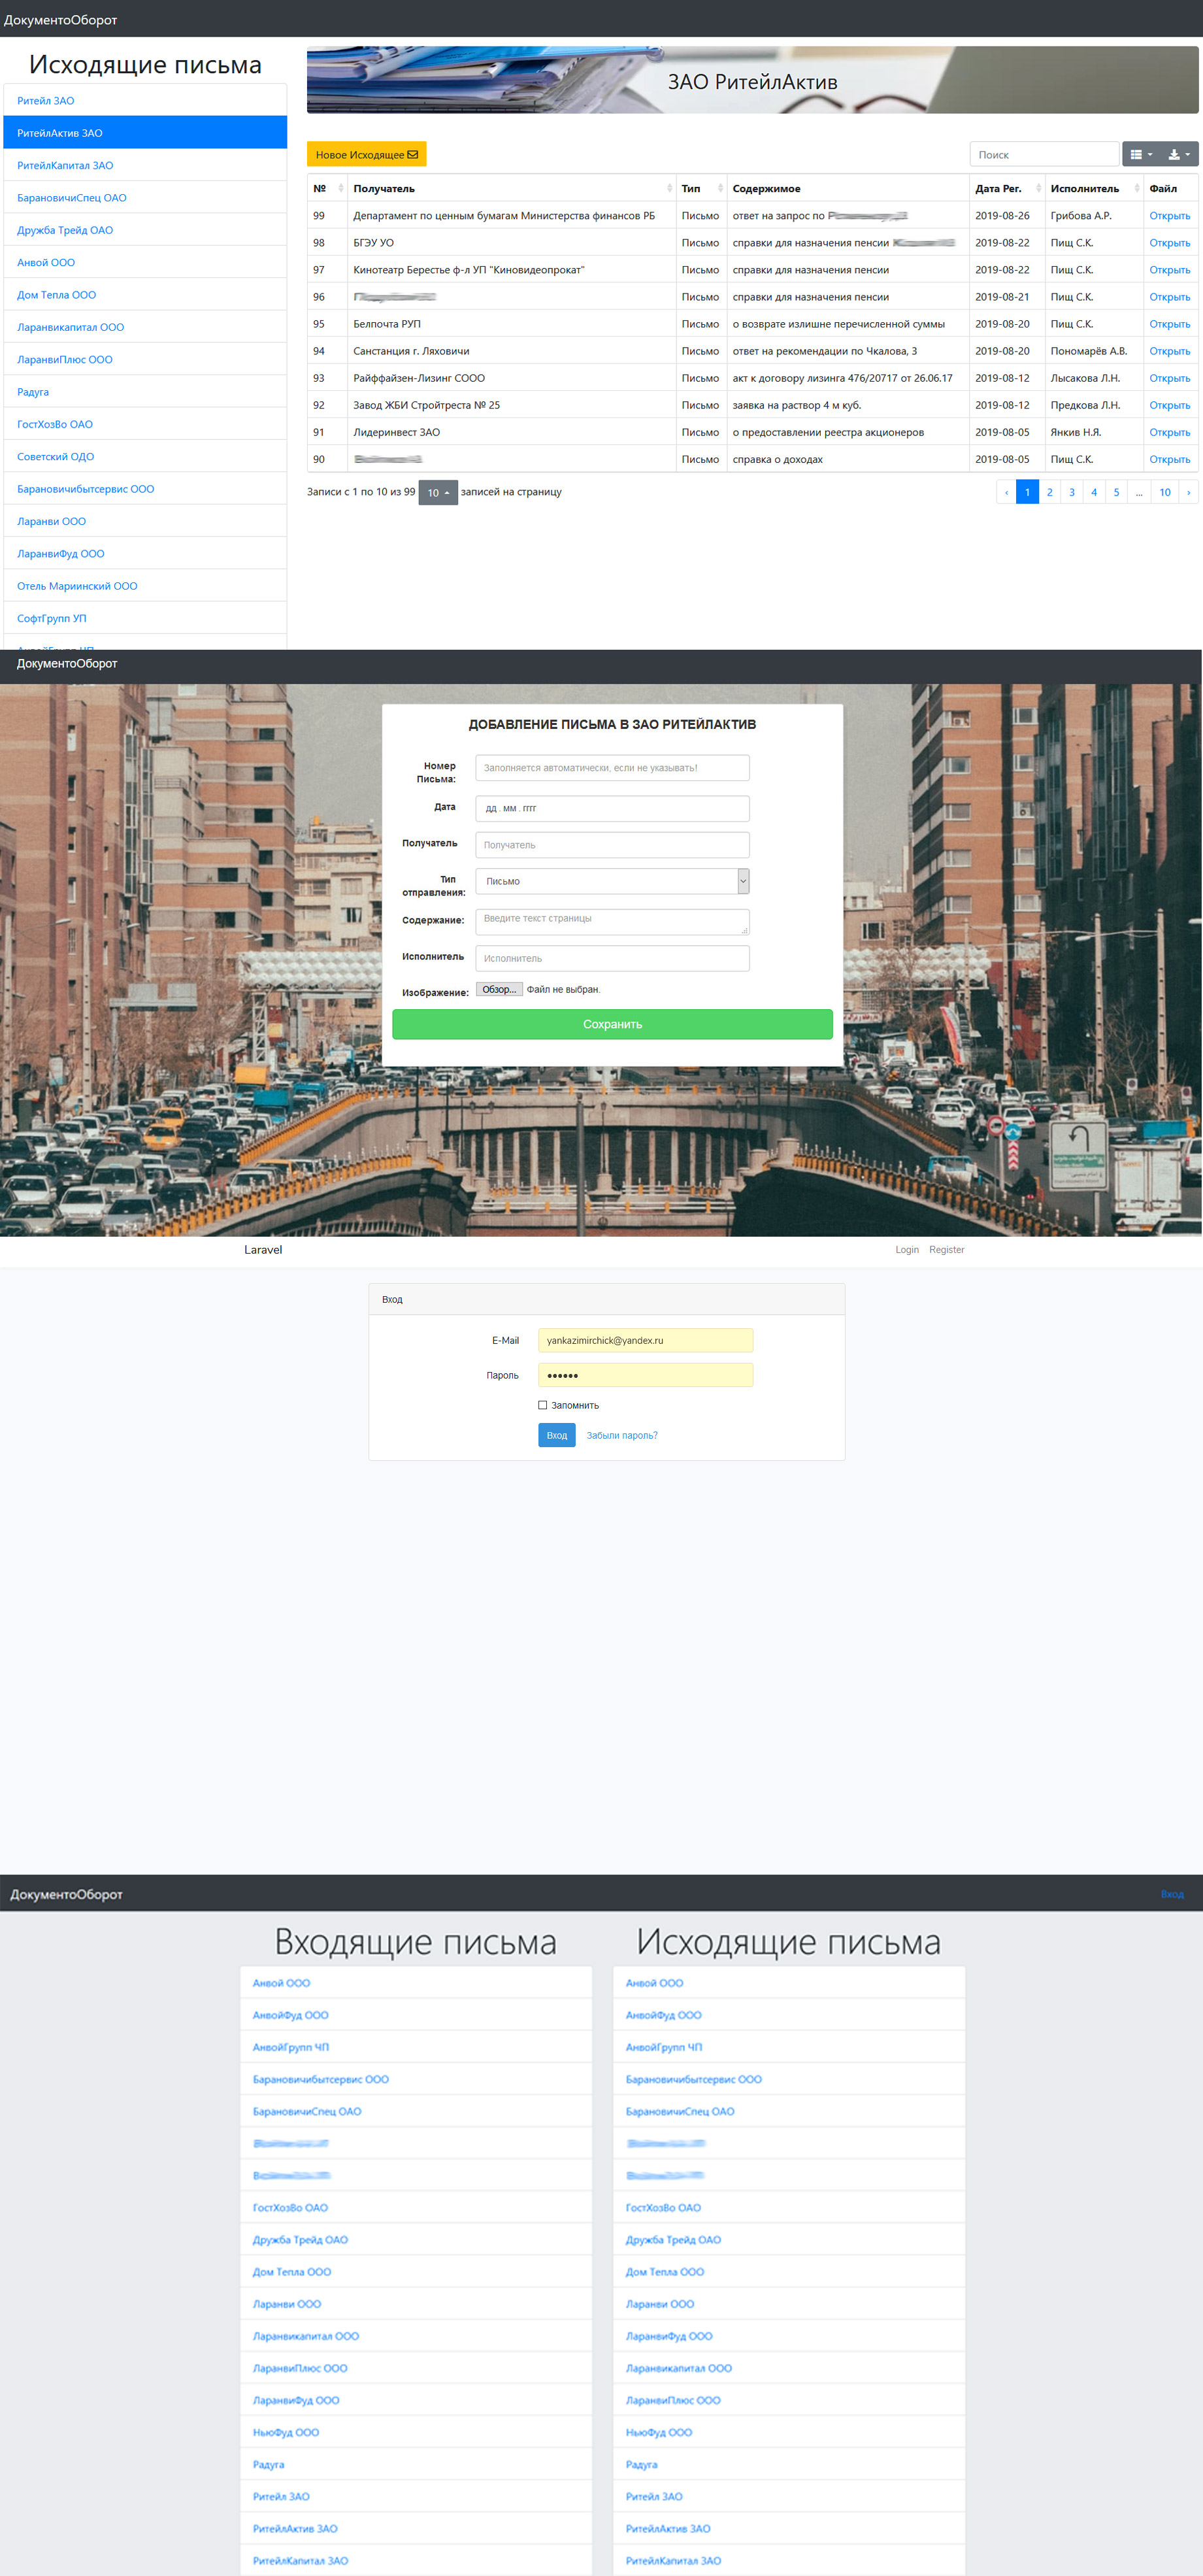 ДокументоОборот
Исходящие письма
Ритейл ЗАО
РитейлАктив ЗАО
РитейлКапитал ЗАО
БарановичиСпец ОАО
Дружба Трейд ОАО
Анвой ООО
Дом Тепла ООО
Ларанвикапитал ООО
ЛаранвиПлюс ООО
Радуга
ГостХозВо ОАО
Советский ОДО
Барановичибытсервис ООО
Ларанви ООО
ЛаранвиФуд ООО
Отель Мариинский ООО
СофтГрупп УП
ЗАО РитейлАктив
Новое Исходящее
Поиск
№ Получатель Тип Содержимое Дата Рег. Исполнитель Файл
99 Департамент по ценным бумагам Министерства финансов РБ Письмо ответ на запрос по 2019-08-26 Грибова А.Р. Открыть
98 БГЭУ УО Письмо справки для назначения пенсии 2019-08-22 Пищ С.К. Открыть
97 Кинотеатр Берестье ф-л УП "Киновидеопрокат" Письмо справки для назначения пенсии 2019-08-22 Пищ С.К. Открыть
96 Письмо справки для назначения пенсии 2019-08-21 Пищ С.К. Открыть
95 Белпочта РУП Письмо о возврате излишне перечисленной суммы 2019-08-20 Пищ С.К. Открыть
94 Санстанция г. Ляховичи Письмо ответ на рекомендации по Чкалова, 3 2019-08-20 Пономарёв А.В. Открыть
93 Райффайзен-Лизинг СООО Письмо акт к договору лизинга 476/20717 от 26.06.17 2019-08-12 Лысакова Л.Н. Открыть
92 Завод ЖБИ Стройтреста № 25 Письмо заявка на раствор 4 м куб. 2019-08-12 Предкова Л.Н. Открыть
91 Лидеринвест ЗАО Письмо о предоставлении реестра акционеров 2019-08-05 Янкив Н.Я. Открыть
90 Письмо справка о доходах 2019-08-05 Пищ С.К. Открыть
Записи с 1 по 10 из 99 10 записей на страницу
‹ 1 2 3 4 5 ... 10 ›
ДокументоОборот
ДОБАВЛЕНИЕ ПИСЬМА В ЗАО РИТЕЙЛАКТИВ
Номер Письма: Заполняется автоматически, если не указывать!
Дата дд . мм . гггг
Получатель Получатель
Тип отправления: Письмо
Содержание: Введите текст страницы
Исполнитель Исполнитель
Изображение: Обзор... Файл не выбран.
Сохранить
Laravel Login Register
Вход
E-Mail yankazimirchick@yandex.ru
Пароль ••••••
Запомнить
Вход Забыли пароль?
ДокументоОборот Вход
Входящие письма
Анвой ООО
АнвойФуд ООО
АнвойГрупп ЧП
Барановичибытсервис ООО
БарановичиСпец ОАО
ГостХозВо ОАО
Дружба Трейд ОАО
Дом Тепла ООО
Ларанви ООО
Ларанвикапитал ООО
ЛаранвиПлюс ООО
ЛаранвиФуд ООО
НьюФуд ООО
Радуга
Ритейл ЗАО
РитейлАктив ЗАО
РитейлКапитал ЗАО
Исходящие письма
Анвой ООО
АнвойФуд ООО
АнвойГрупп ЧП
Барановичибытсервис ООО
БарановичиСпец ОАО
ГостХозВо ОАО
Дружба Трейд ОАО
Дом Тепла ООО
Ларанви ООО
ЛаранвиФуд ООО
Ларанвикапитал ООО
ЛаранвиПлюс ООО
НьюФуд ООО
Радуга
Ритейл ЗАО
РитейлАктив ЗАО
РитейлКапитал ЗАО